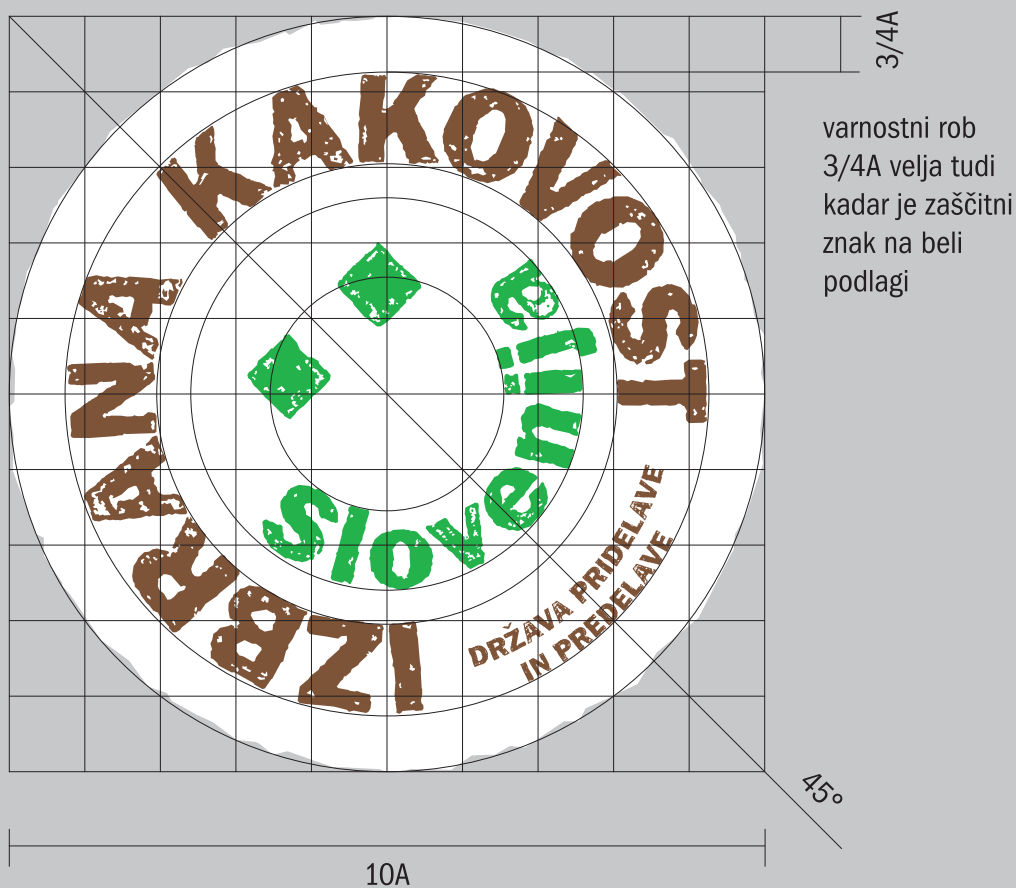 3/4A
varnostni rob
3/4A velja tudi
kadar je zaščitni
znak na beli
podlagi
IZBRANA KAKOVOST
Slovenija
DRŽAVA PRIDELAVE
IN PREDELAVE
45°
10A